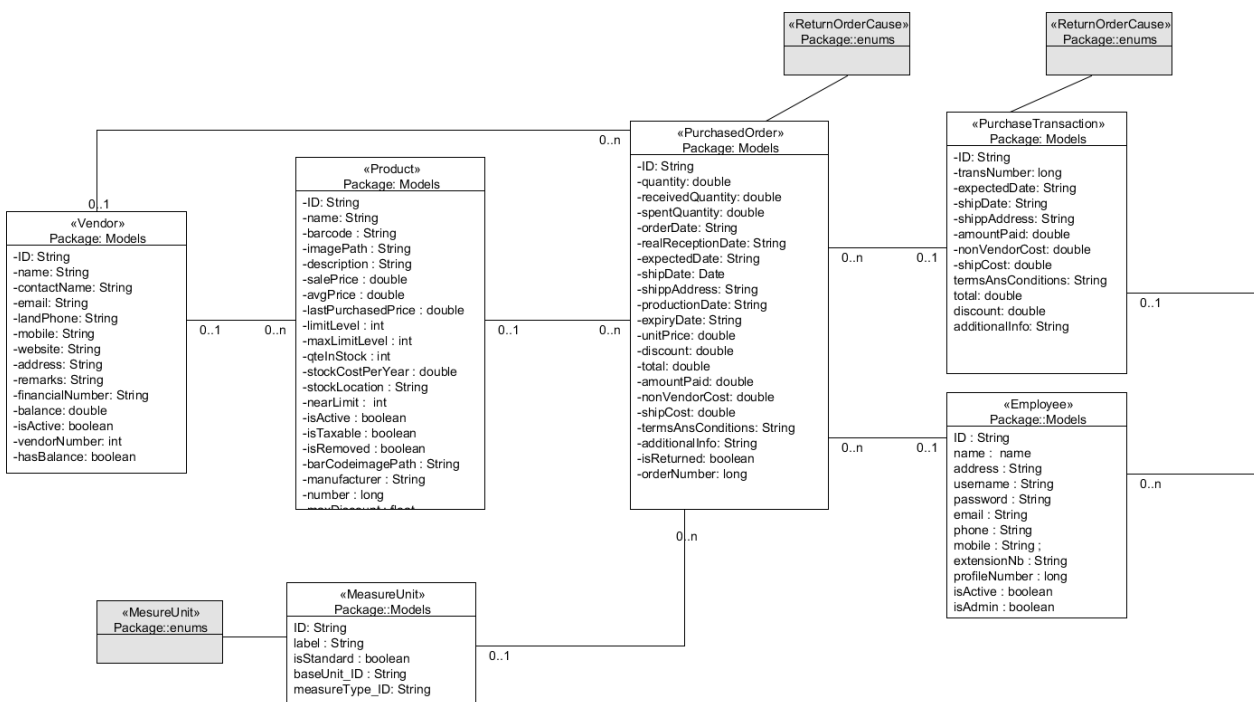 «ReturnOrderCause»
Package::enums
«ReturnOrderCause»
Package::enums
0..n
0..1
«Vendor»
Package: Models
-ID: String
-name: String
-contactName: String
-email: String
-landPhone: String
-mobile: String
-website: String
-address: String
-remarks: String
-financialNumber: String
-balance: double
-isActive: boolean
-vendorNumber: int
-hasBalance: boolean
0..1
0..n
«Product»
Package: Models
-ID: String
-name: String
-barcode : String
-imagePath : String
-description : String
-salePrice : double
-avgPrice : double
-lastPurchasedPrice : double
-limitLevel : int
-maxLimitLevel : int
-qteInStock : int
-stockCostPerYear : double
-stockLocation : String
-nearLimit : int
-isActive : boolean
-isTaxable : boolean
-isRemoved : boolean
-barCodeimagePath : String
-manufacturer : String
-number : long
-maxDiscount : float
0..1
0..n
«PurchasedOrder»
Package: Models
-ID: String
-quantity: double
-receivedQuantity: double
-spentQuantity: double
-orderDate: String
-realReceptionDate: String
-expectedDate: String
-shipDate: Date
-shippAddress: String
-productionDate: String
-expiryDate: String
-unitPrice: double
-discount: double
-total: double
-amountPaid: double
-nonVendorCost: double
-shipCost: double
-termsAnsConditions: String
-additionalInfo: String
-isReturned: boolean
-orderNumber: long
0..n
0..1
0..n
0..1
«PurchaseTransaction»
Package: Models
-ID: String
-transNumber: long
-expectedDate: String
-shipDate: String
-shippAddress: String
-amountPaid: double
-nonVendorCost: double
-shipCost: double
termsAnsConditions: String
total: double
discount: double
additionalInfo: String
0..1
«Employee»
Package::Models
ID : String
name : name
address : String
username : String
password : String
email : String
phone : String
mobile : String ;
extensionNb : String
profileNumber : long
isActive : boolean
isAdmin : boolean
0..n
0..n
«MesureUnit»
Package::enums
«MeasureUnit»
Package::Models
ID: String
label : String
isStandard : boolean
baseUnit_ID : String
measureType_ID: String
0..1